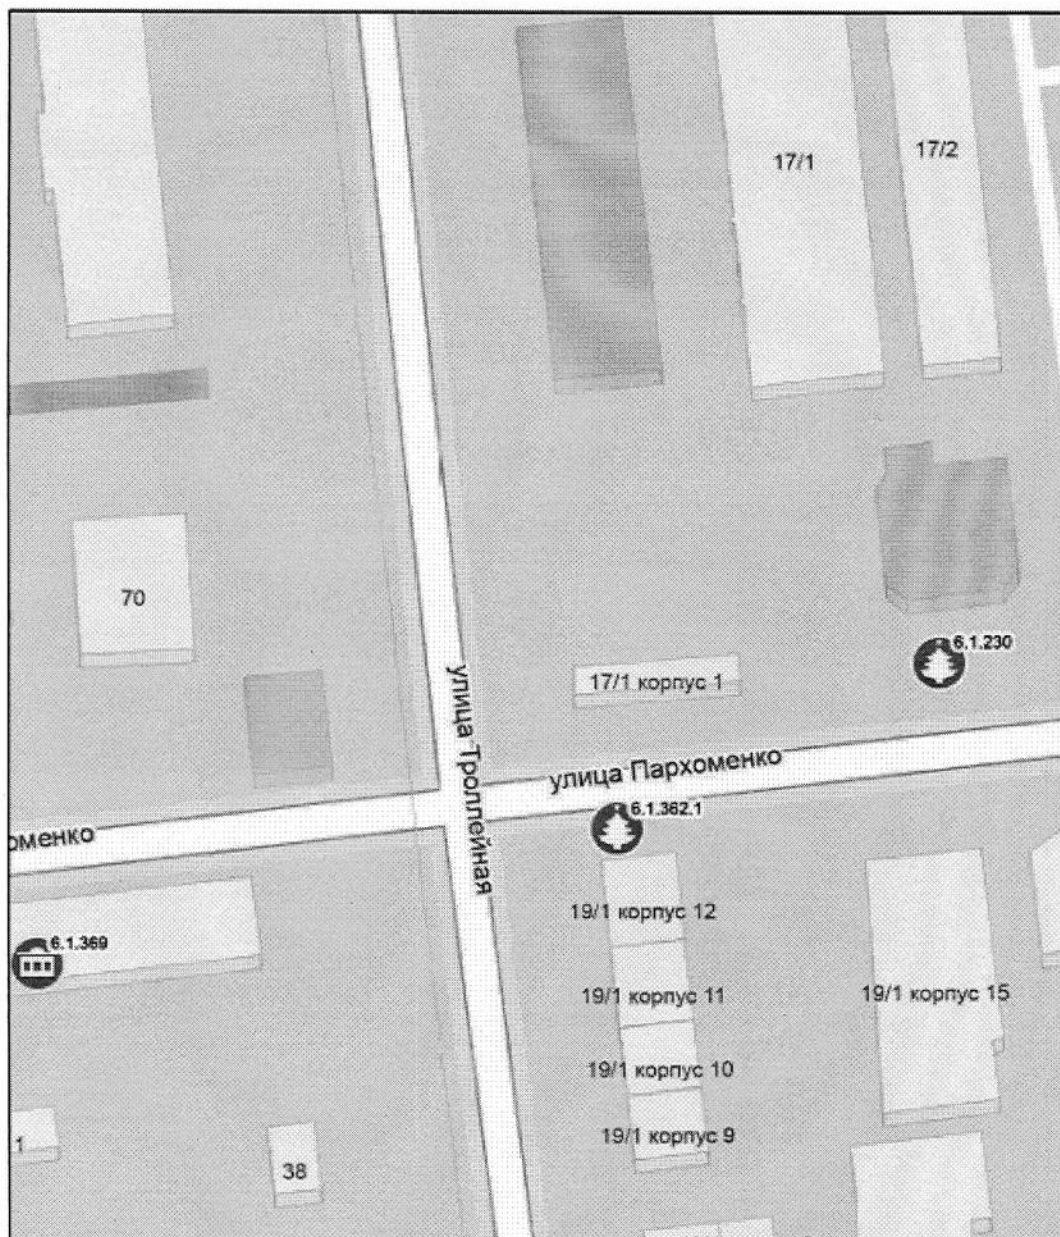 17/1
17/2
70
6.1.230
17/1 корпус 1
улица Троллейная
улица Пархоменко
6.1.362.1
оменко
19/1 корпус 12
6.1.369
19/1 корпус 11
19/1 корпус 15
19/1 корпус 10
19/1 корпус 9
1
38